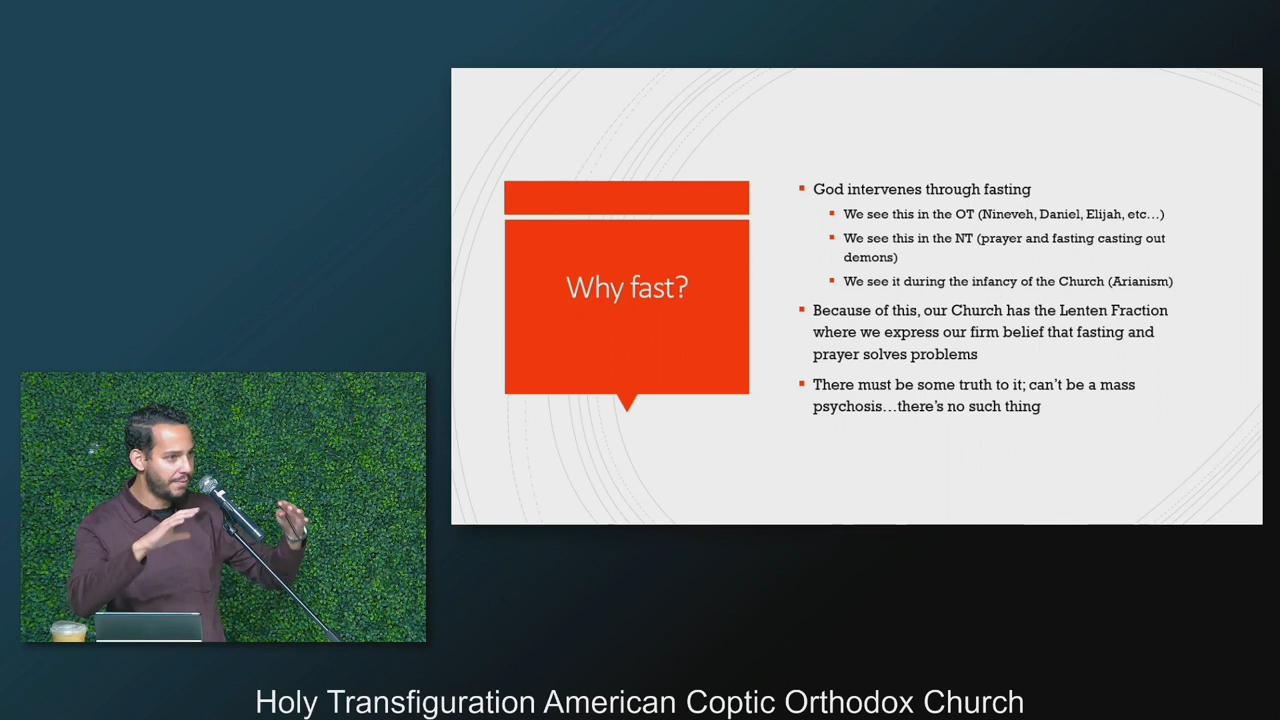 Why fast?
God intervenes through fasting
We see this in the OT (Nineveh, Daniel, Elijah, etc...)
We see this in the NT (prayer and fasting casting out
demons)
We see it during the infancy of the Church (Arianism)
Because of this, our Church has the Lenten Fraction
where we express our firm belief that fasting and
prayer solves problems
There must be some truth to it; can't be a mass
psychosis...there's no such thing
Holy Transfiguration American Coptic Orthodox Church